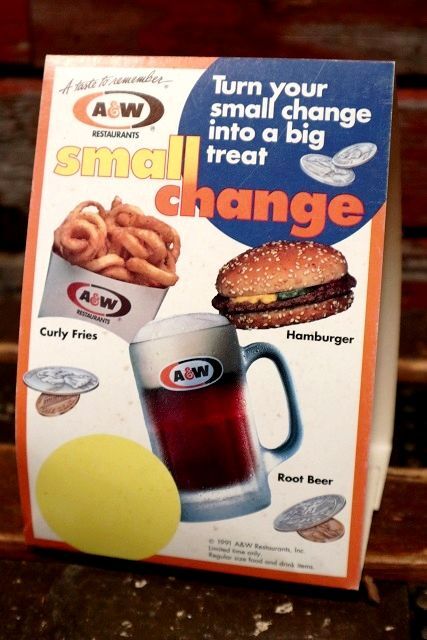 A taste to remember
A&W
RESTAURANTS
Turn your
small change
into a big
treat
small
change
A&W
RESTAURANTS
Curly Fries
Hamburger
A&W
Root Beer
© 1991 A&W Restaurants, Inc.
Limited time only.
Regular size food and drink items.